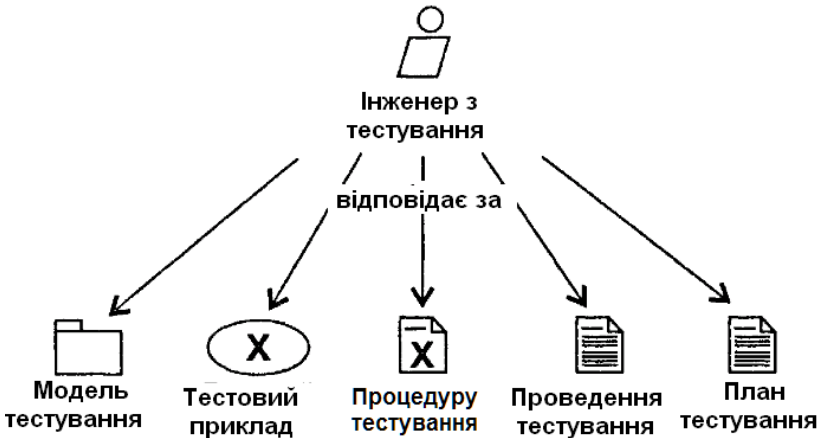 Інженер з
тестування
відповідає за
Модель
тестування
Тестовий
приклад
X
Процедуру
тестування
X
Проведення
тестування
План
тестування